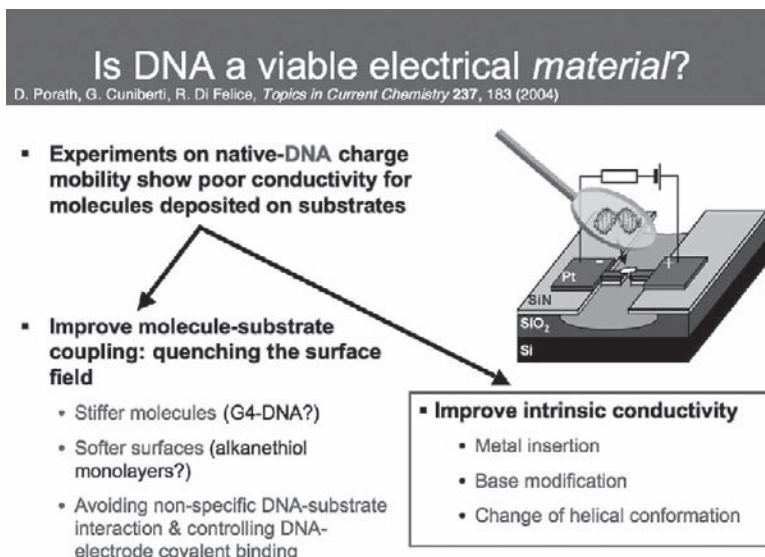 Is DNA a viable electrical material?
D. Porath, G. Cuniberti, R. Di Felice, Topics in Current Chemistry 237, 183 (2004)
▪ Experiments on native-DNA charge
mobility show poor conductivity for
molecules deposited on substrates
- +
Pt
SiN
SiO₂
Si
▪ Improve molecule-substrate
coupling: quenching the surface
field
• Stiffer molecules (G4-DNA?)
• Softer surfaces (alkanethiol
monolayers?)
• Avoiding non-specific DNA-substrate
interaction & controlling DNA-
electrode covalent binding
▪ Improve intrinsic conductivity
• Metal insertion
• Base modification
• Change of helical conformation